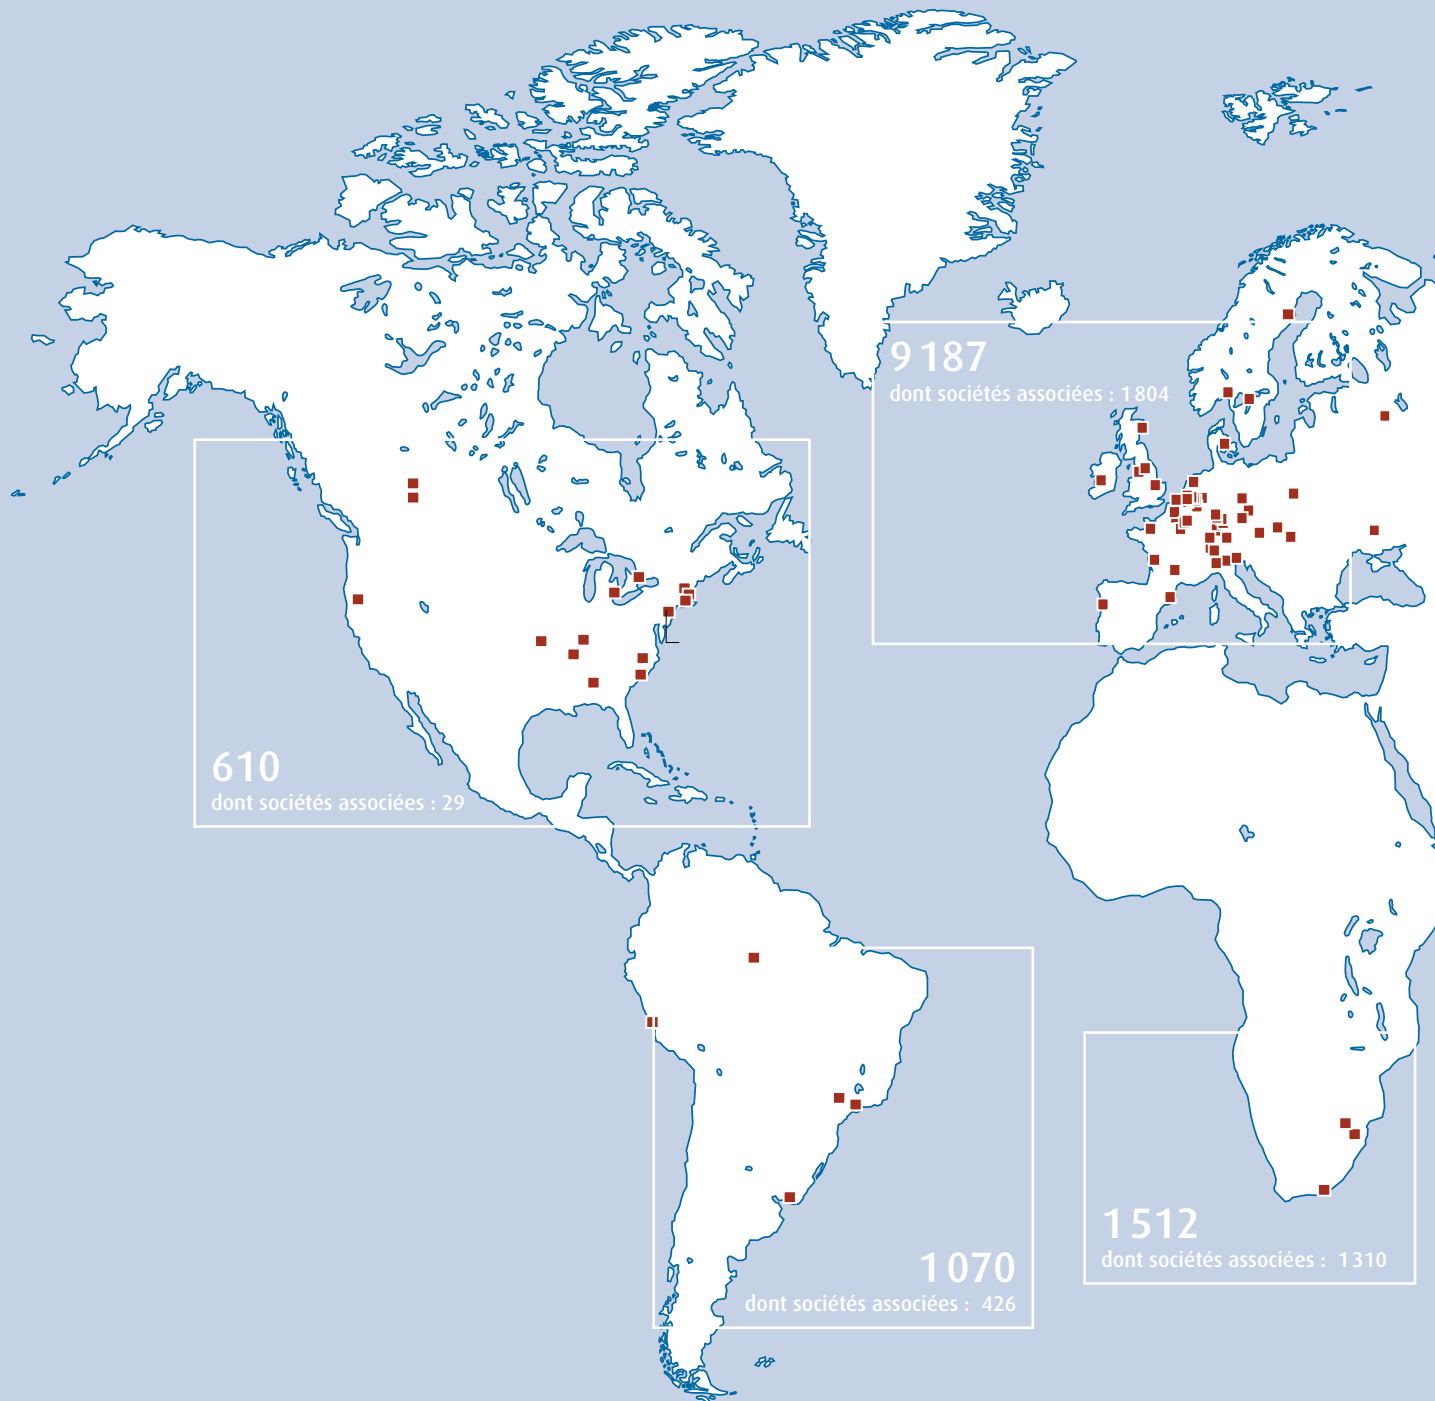 9 187
dont sociétés associées : 1 804
610
dont sociétés associées : 29
1 512
dont sociétés associées : 1 310
1 070
dont sociétés associées : 426